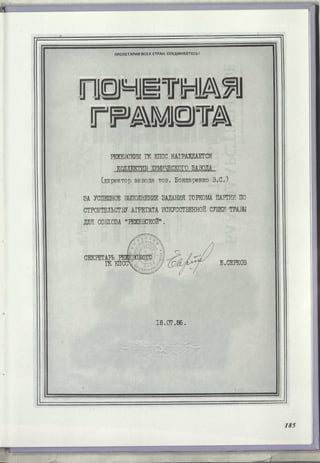 ПРОЛЕТАРИИ ВСЕХ СТРАН, СОЕДИНЯЙТЕСЬ!
ПОЧЕТНАЯ
ГРАМОТА
РЕЖЕВСКИМ ГК КПСС НАГРАЖДАЕТСЯ
КОЛЛЕКТИВ ХИМИЧЕСКОГО ЗАВОДА
(директор завода тов. Бондаренко В.С.)
ЗА УСПЕШНОЕ ВЫПОЛНЕНИЕ ЗАДАНИЯ ГОРКОМА ПАРТИИ ПО
СТРОИТЕЛЬСТВУ АГРЕГАТА ИСКУССТВЕННОЙ СУШКИ ТРАВЫ
ДЛЯ СОВХОЗА "РЕЖЕВСКОЙ".
СЕКРЕТАРЬ РЕЖЕВСКОГО
ГК КПСС
Е.СЕРКОВ
18.07.86.
185